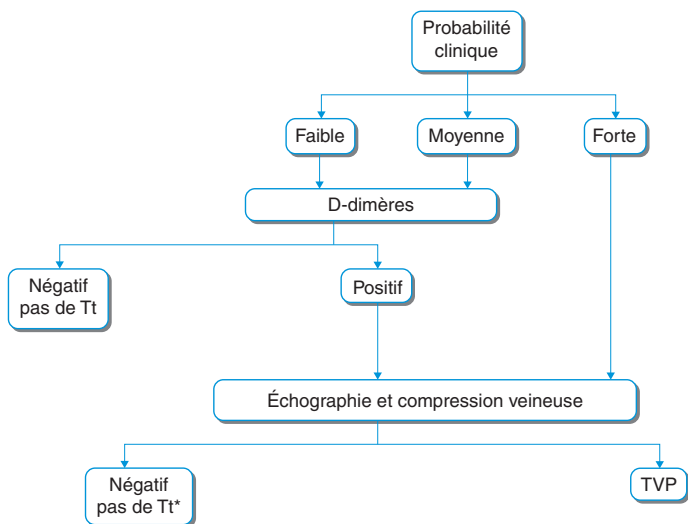 Probabilité
clinique
Faible
Moyenne
Forte
D-dimères
Négatif
pas de Tt
Positif
Échographie et compression veineuse
Négatif
pas de Tt*
TVP